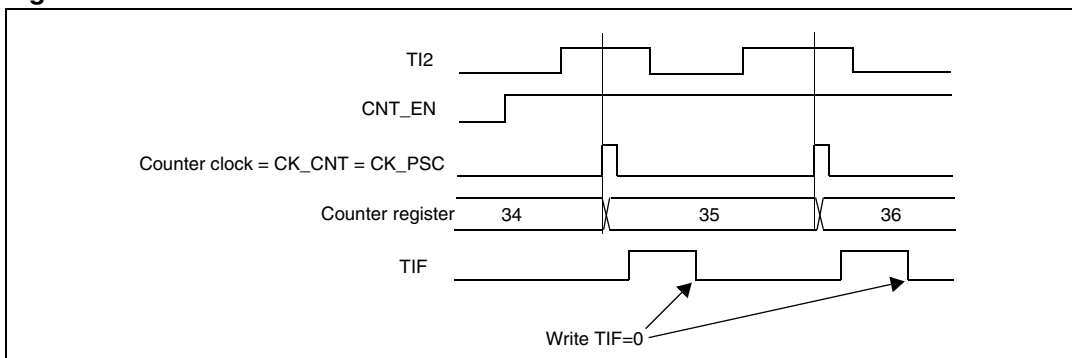 TI2
CNT_EN
Counter clock = CK_CNT = CK_PSC
Counter register 34 35 36
TIF
Write TIF=0